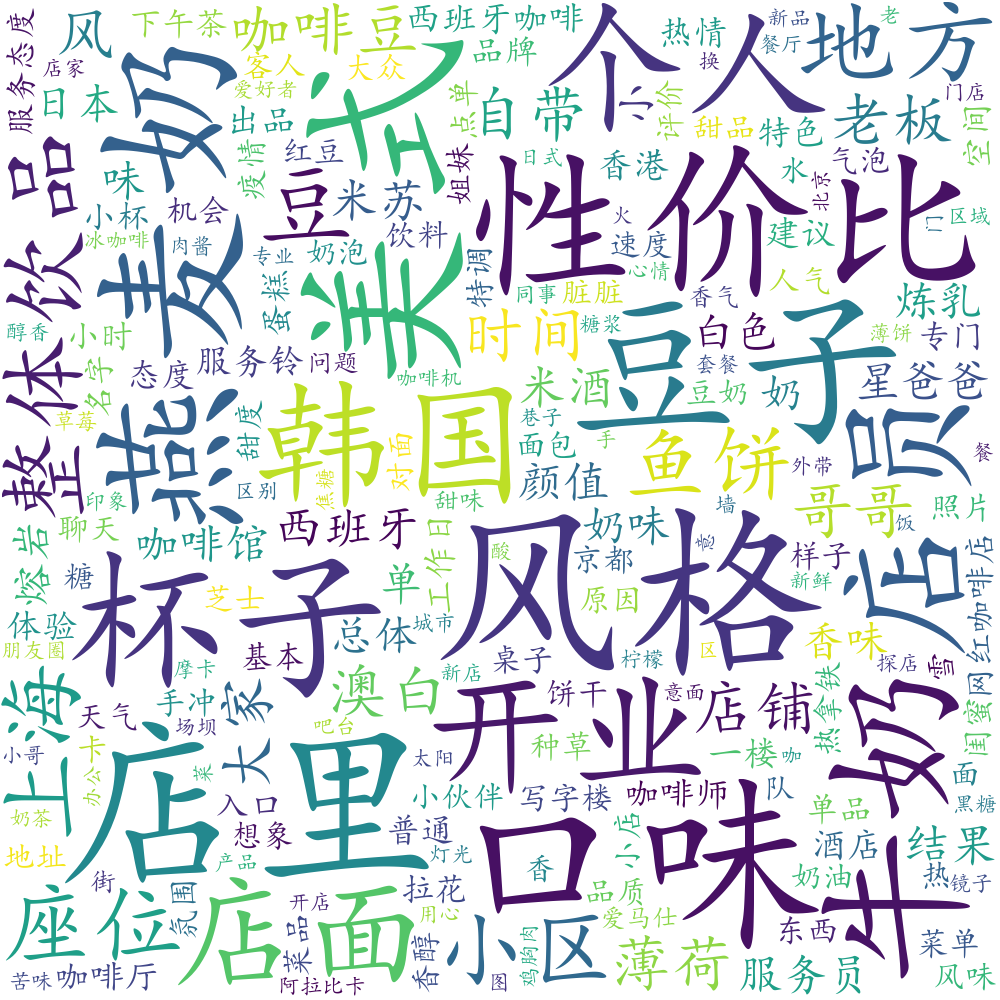 服务态度
店家
风
下午茶
咖啡豆
西班牙咖啡
热情
新品
老
个人
地方
日本
客人
大众
爱好者
品牌
餐厅
换
门店
出品
味
疫情
红豆
点单
自带
小
评价
甜品
特色
老板
空间
饮品
麦奶
美式
豆
姐妹
日式
香港
水
气泡
北京
小杯
机会
米苏
性价比
冰咖啡
肉酱
奶泡
饮料
火
速度
建议
门
区域
专业
特调
心情
人气
醇香
小时
蛋糕
同事
脏脏
香气
炼乳
整体
名字
态度
服务铃
问题
咖啡机
糖浆
时间
白色
薄饼
专门
豆子
套餐
星爸爸
草莓
燕
甜度
韩国
米酒
豆奶
奶
巷子
面包
手
鱼饼
店员
印象
区别
焦糖
对面
甜味
颜值
外带
餐
聊天
哥哥
照片
熔岩
咖啡馆
西班牙
工作日
酸
奶味
墙
意
饭
糖
芝士
单
京都
样子
网红咖啡店
体验
杯子
总体
城市
风格
原因
新鲜
朋友圈
摩卡
基本
新店
柠檬
区
香味
探店
雪
上海
手冲
澳白
桌子
饼干
意面
闺蜜
天气
场坝
大家
吧台
开业
店铺
热拿铁
牛奶
小哥
卡
办公
菜
店里
太阳
种草
一楼
咖
面
奶茶
入口
小伙伴
写字楼
咖啡师
队
单品
黑糖
地址
想象
普通
灯光
口味
小店
酒店
结果
街
产品
香
奶油
热
镜子
座位
氛围
店面
开店
拉花
用心
小区
品质
爱马仕
东西
菜单
苦味
咖啡厅
菜品
阿拉比卡
香醇
鸡胸肉
图
薄荷
服务员
风味